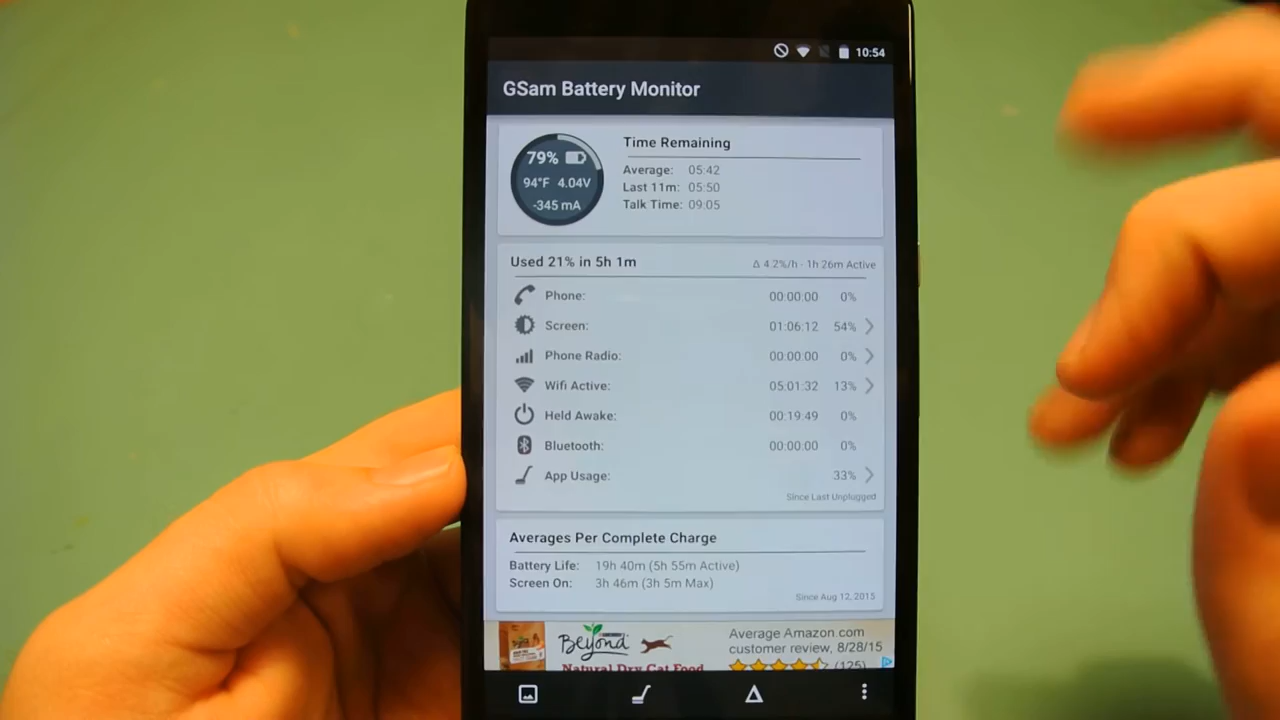 10:54
GSam Battery Monitor
79%
94°F 4.04V
-345 mA
Time Remaining
Average: 05:42
Last 11m: 05:50
Talk Time: 09:05
Used 21% in 5h 1m
Δ 4.2%/h - 1h 26m Active
Phone: 00:00:00 0%
Screen: 01:06:12 54%
Phone Radio: 00:00:00 0%
Wifi Active: 05:01:32 13%
Held Awake: 00:19:49 0%
Bluetooth: 00:00:00 0%
App Usage: 33%
Since Last Unplugged
Averages Per Complete Charge
Battery Life: 19h 40m (5h 55m Active)
Screen On: 3h 46m (3h 5m Max)
Since Aug 12, 2015
Beyond
Natural Dry Cat Food
Average Amazon.com
customer review, 8/28/15
(125)